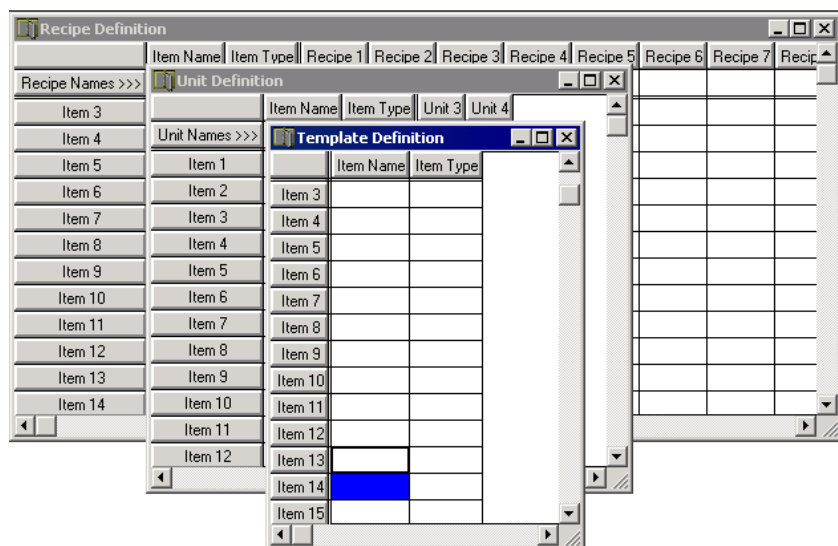 Recipe Definition
Item Name Item Type Recipe 1 Recipe 2 Recipe 3 Recipe 4 Recipe 5 Recipe 6 Recipe 7 Recip
Recipe Names >>>
Item 3
Item 4
Item 5
Item 6
Item 7
Item 8
Item 9
Item 10
Item 11
Item 12
Item 13
Item 14
Unit Definition
Item Name Item Type Unit 3 Unit 4
Unit Names >>>
Item 1
Item 2
Item 3
Item 4
Item 5
Item 6
Item 7
Item 8
Item 9
Item 10
Item 11
Item 12
Template Definition
Item Name Item Type
Item 3
Item 4
Item 5
Item 6
Item 7
Item 8
Item 9
Item 10
Item 11
Item 12
Item 13
Item 14
Item 15